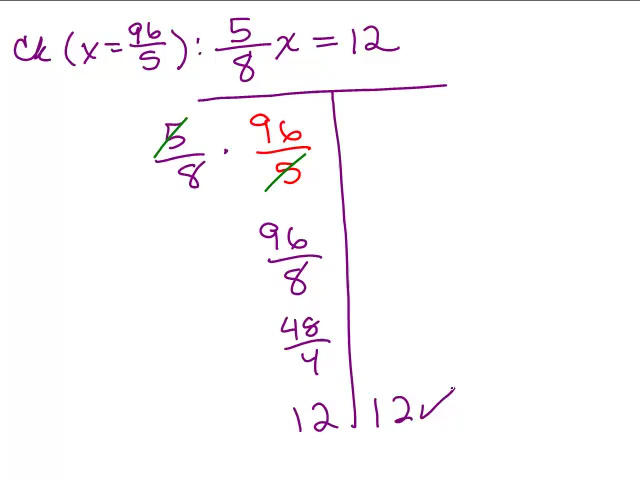 Ck (x = 96/5) : 5/8 x = 12
5/8 · 96/5
96/8
48/4
12 | 12 ✓